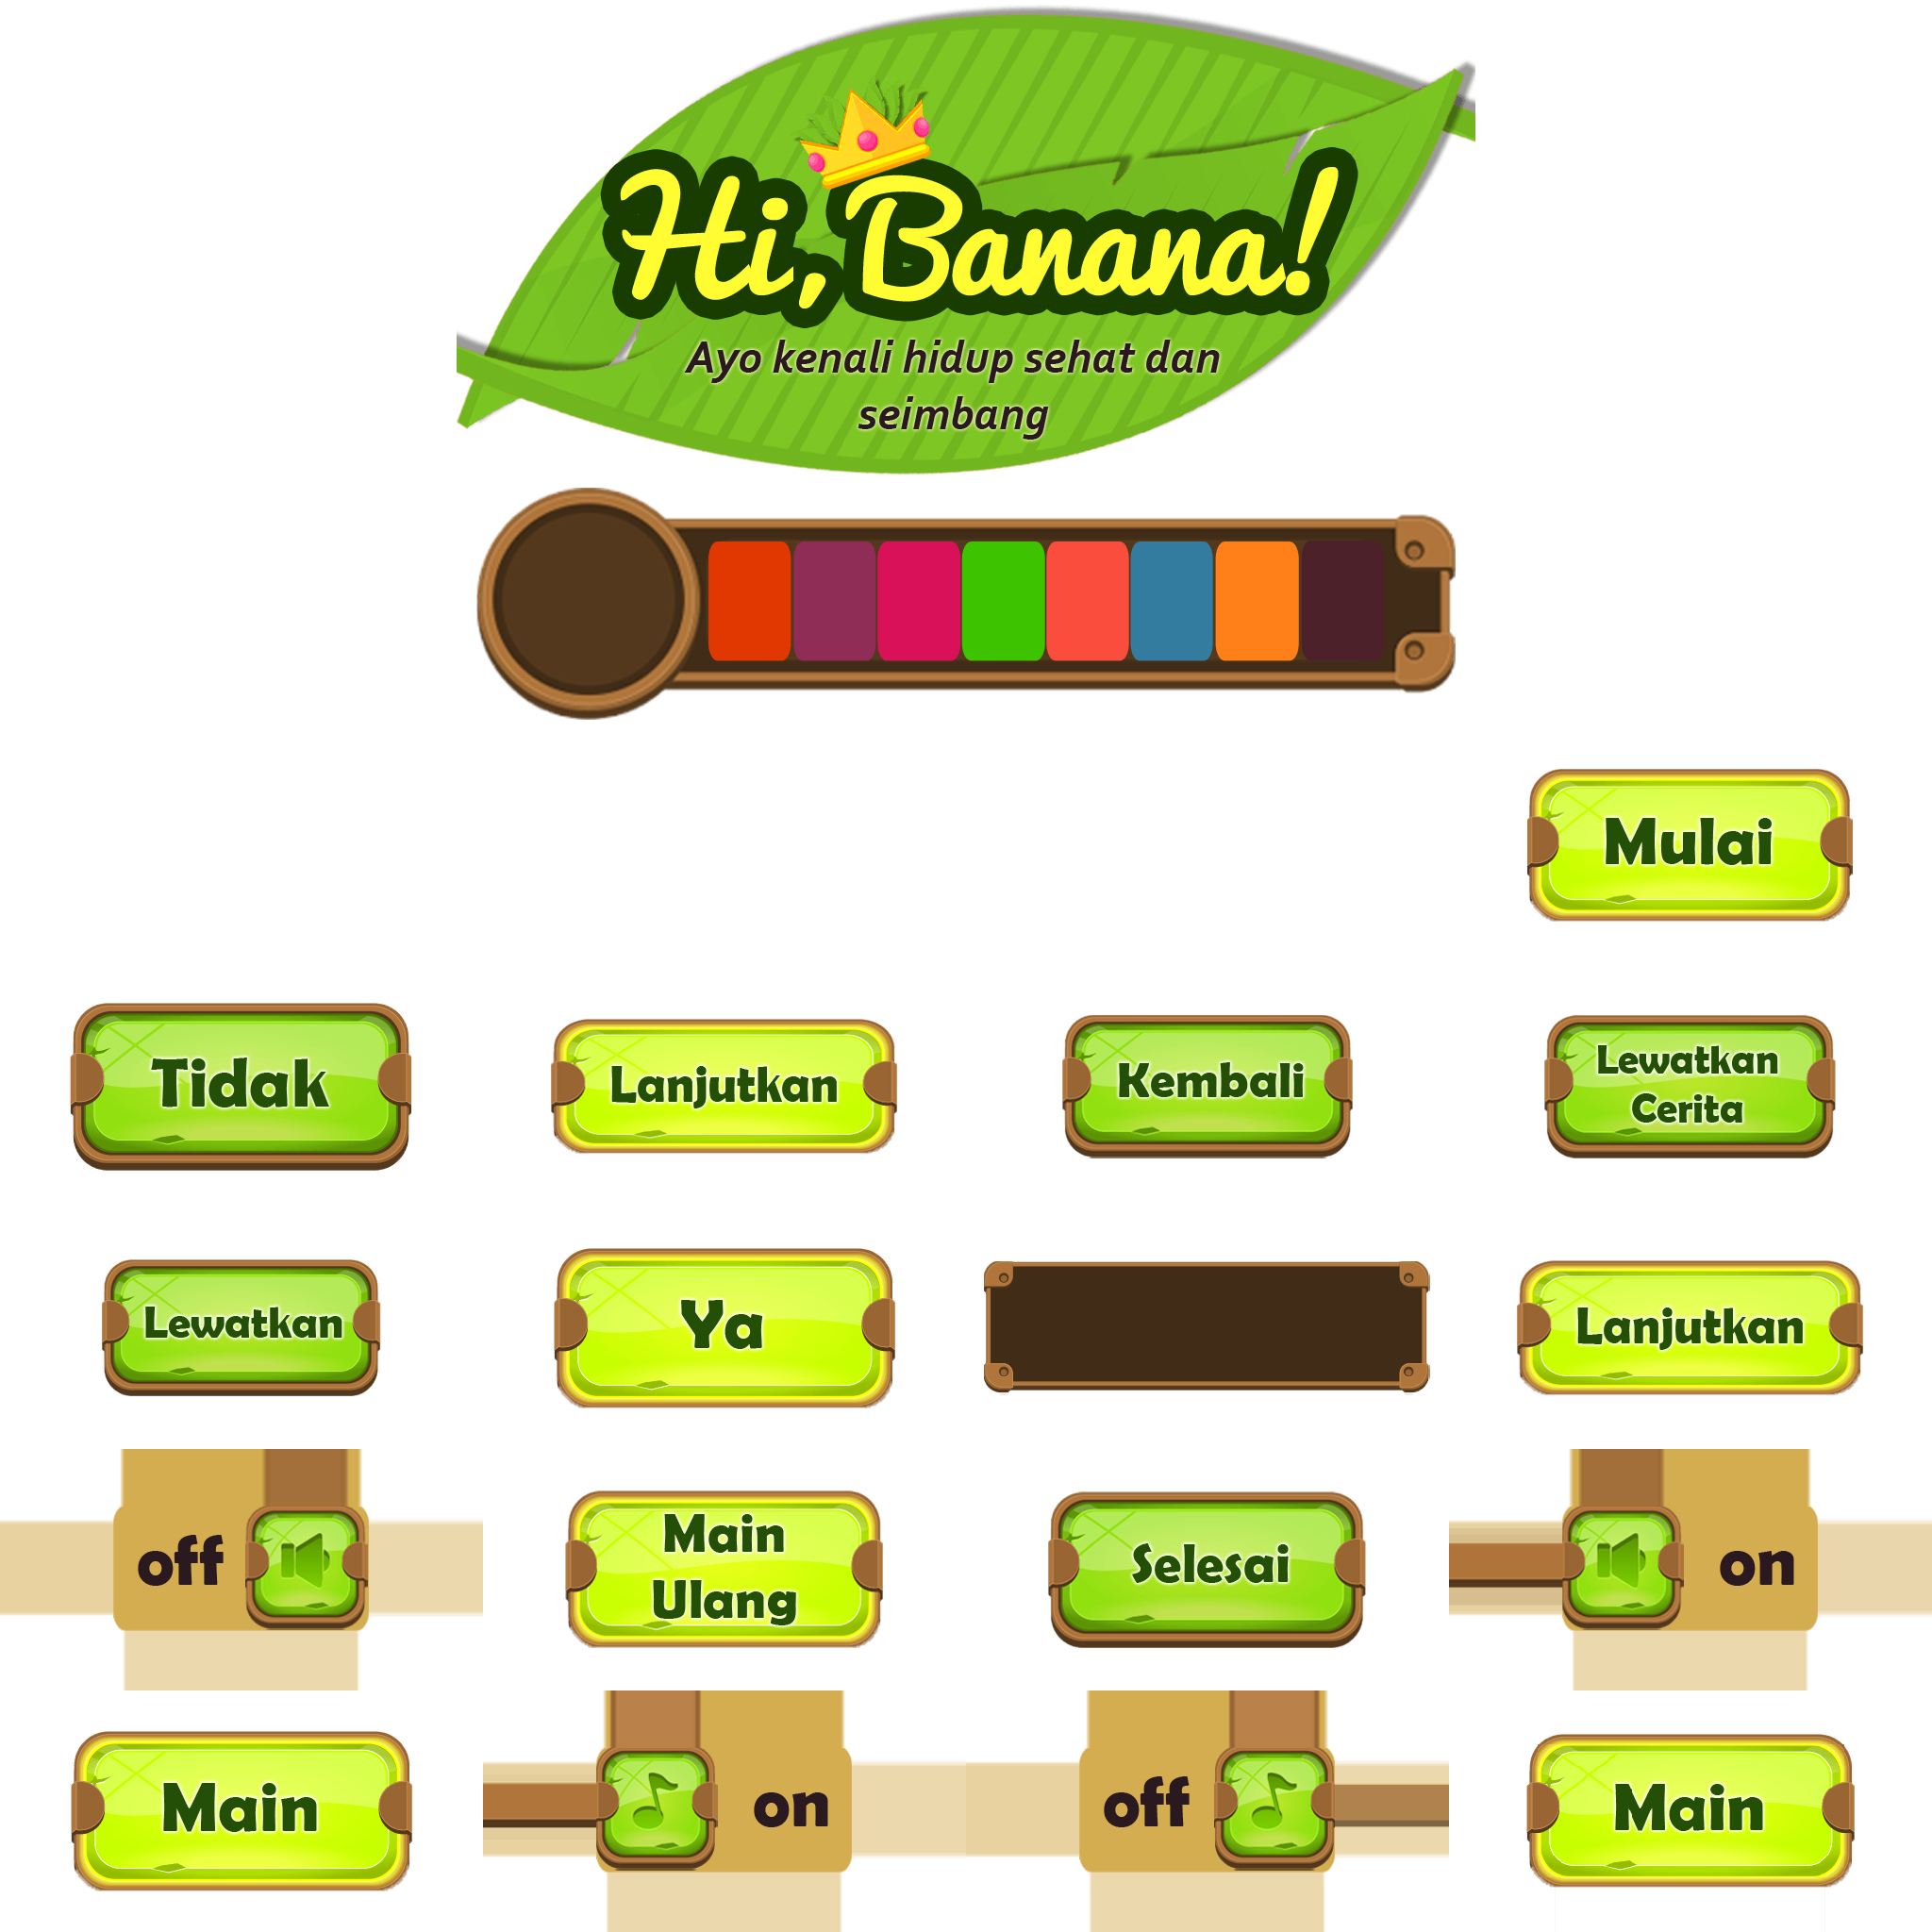 Hi, Banana!
Ayo kenali hidup sehat dan
seimbang
Mulai
Tidak
Lanjutkan
Kembali
Lewatkan
Cerita
Lewatkan
Ya
Lanjutkan
off
Main
Ulang
Selesai
on
Main
on
off
Main